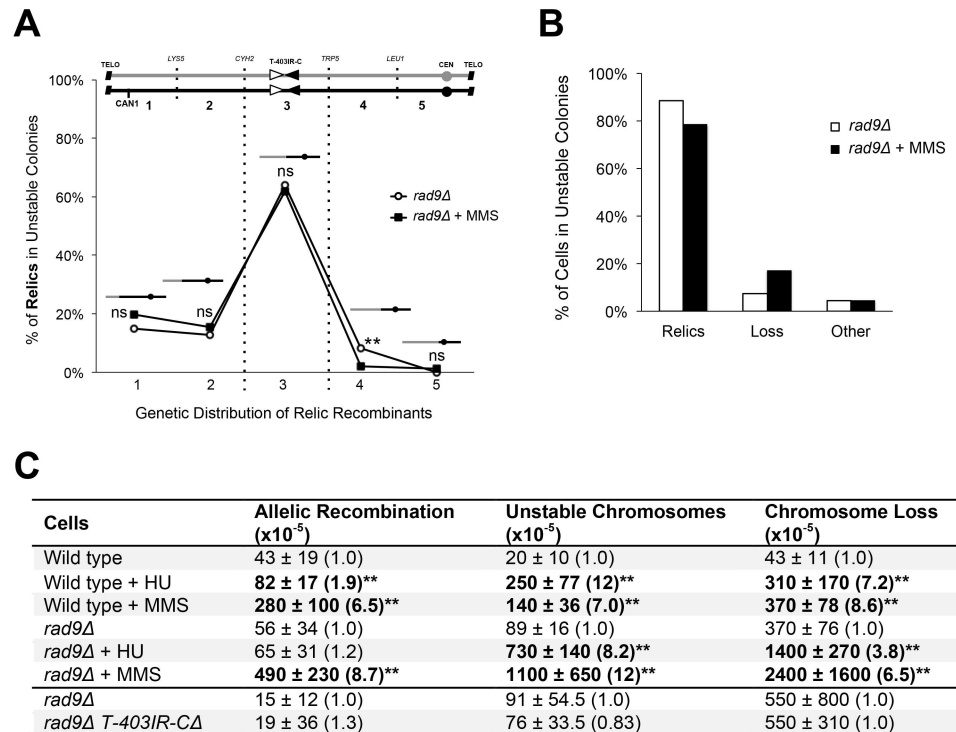 A
LYS5 CYH2 T-403IR-C TRP5 LEU1
TELO CEN TELO
CAN1 1 2 3 4 5
% of Relics in Unstable Colonies
100%
80%
60%
40%
20%
0%
ns
ns
ns
**
ns
rad9Δ
rad9Δ + MMS
1 2 3 4 5
Genetic Distribution of Relic Recombinants
B
% of Cells in Unstable Colonies
100%
80%
60%
40%
20%
0%
rad9Δ
rad9Δ + MMS
Relics Loss Other
C
Cells Allelic Recombination (x10-5) Unstable Chromosomes (x10-5) Chromosome Loss (x10-5)
Wild type 43 ± 19 (1.0) 20 ± 10 (1.0) 43 ± 11 (1.0)
Wild type + HU 82 ± 17 (1.9)** 250 ± 77 (12)** 310 ± 170 (7.2)**
Wild type + MMS 280 ± 100 (6.5)** 140 ± 36 (7.0)** 370 ± 78 (8.6)**
rad9Δ 56 ± 34 (1.0) 89 ± 16 (1.0) 370 ± 76 (1.0)
rad9Δ + HU 65 ± 31 (1.2) 730 ± 140 (8.2)** 1400 ± 270 (3.8)**
rad9Δ + MMS 490 ± 230 (8.7)** 1100 ± 650 (12)** 2400 ± 1600 (6.5)**
rad9Δ 15 ± 12 (1.0) 91 ± 54.5 (1.0) 550 ± 800 (1.0)
rad9Δ T-403IR-CΔ 19 ± 36 (1.3) 76 ± 33.5 (0.83) 550 ± 310 (1.0)